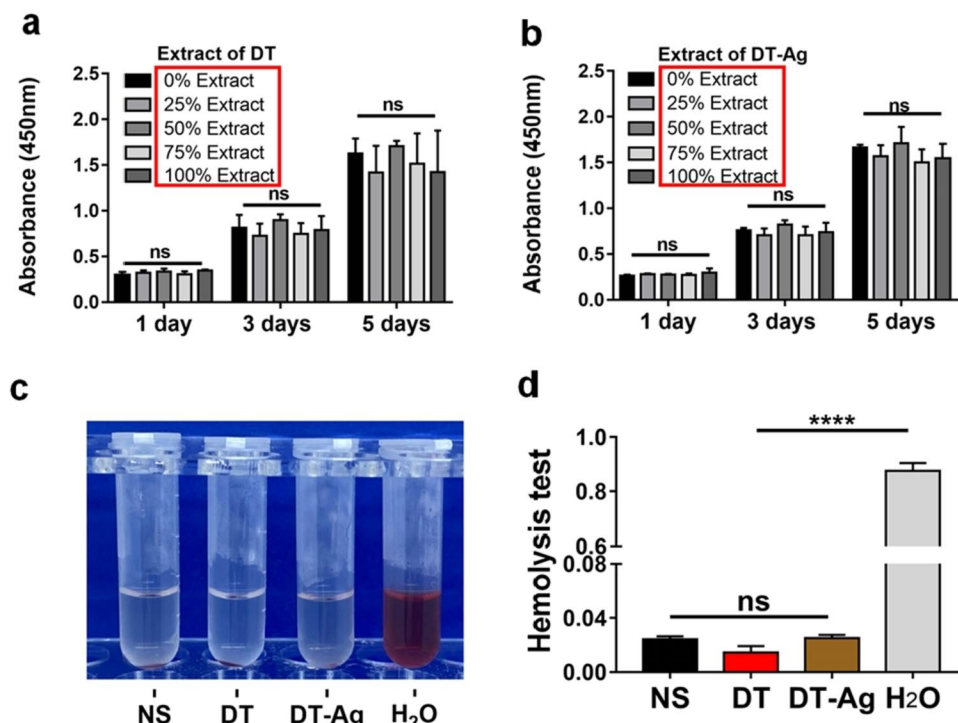 a
Extract of DT
2.5
2.0
1.5
1.0
0.5
0.0
Absorbance (450nm)
0% Extract
25% Extract
50% Extract
75% Extract
100% Extract
ns
ns
ns
1 day
3 days
5 days
b
Extract of DT-Ag
2.5
2.0
1.5
1.0
0.5
0.0
Absorbance (450nm)
0% Extract
25% Extract
50% Extract
75% Extract
100% Extract
ns
ns
ns
1 day
3 days
5 days
c
NS
DT
DT-Ag
H₂O
d
****
1.0
0.8
0.6
0.08
0.04
0.00
Hemolysis test
ns
NS
DT
DT-Ag
H2O